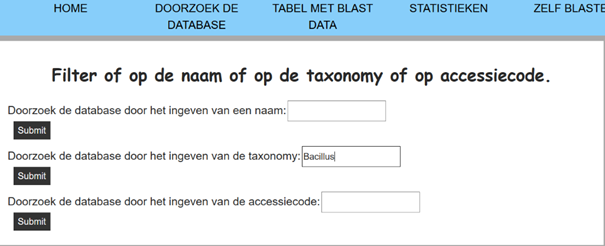 HOME DOORZOEK DE TABEL MET BLAST STATISTIEKEN ZELF BLASTE
DATABASE DATA
Filter of op de naam of op de taxonomy of op accessiecode.
Doorzoek de database door het ingeven van een naam:
Submit
Doorzoek de database door het ingeven van de taxonomy: Bacillus
Submit
Doorzoek de database door het ingeven van de accessiecode:
Submit